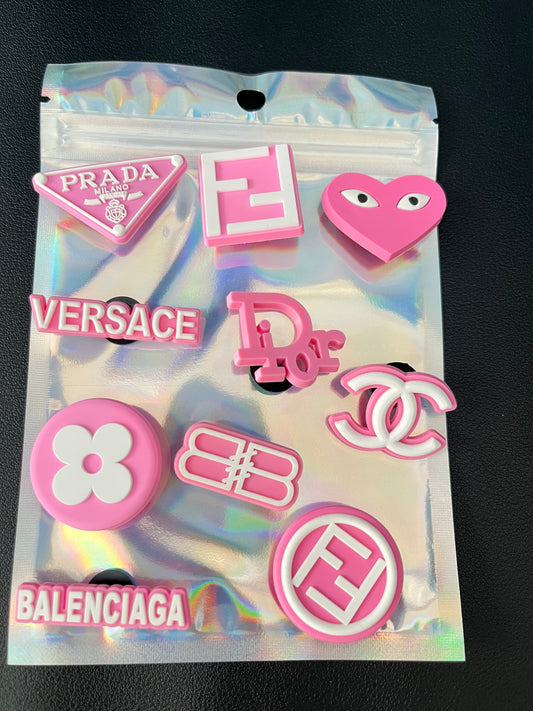 PRADA
MILANO
VERSACE
Dior
BALENCIAGA